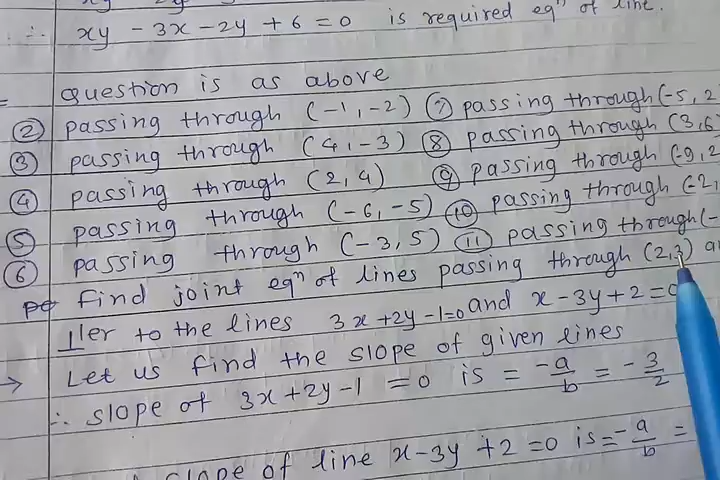 xy - 3x - 2y + 6 = 0 is required eqn of line.
question is as above
② passing through (-1, -2) ⑦ passing through (-5, 2
③ passing through (4, -3) ⑧ passing through (3, 6
④ passing through (2, 4) ⑨ passing through (-9, 2
⑤ passing through (-6, -5) ⑩ passing through (-2,
⑥ passing through (-3, 5) ⑪ passing through (-
Find joint eqn of lines passing through (2,3)
⊥ler to the lines 3x+2y-1=0 and x-3y+2=0
→ Let us find the slope of given lines
∴ slope of 3x+2y-1 = 0 is = -a/b = -3/2
slope of line x-3y+2=0 is = -a/b =